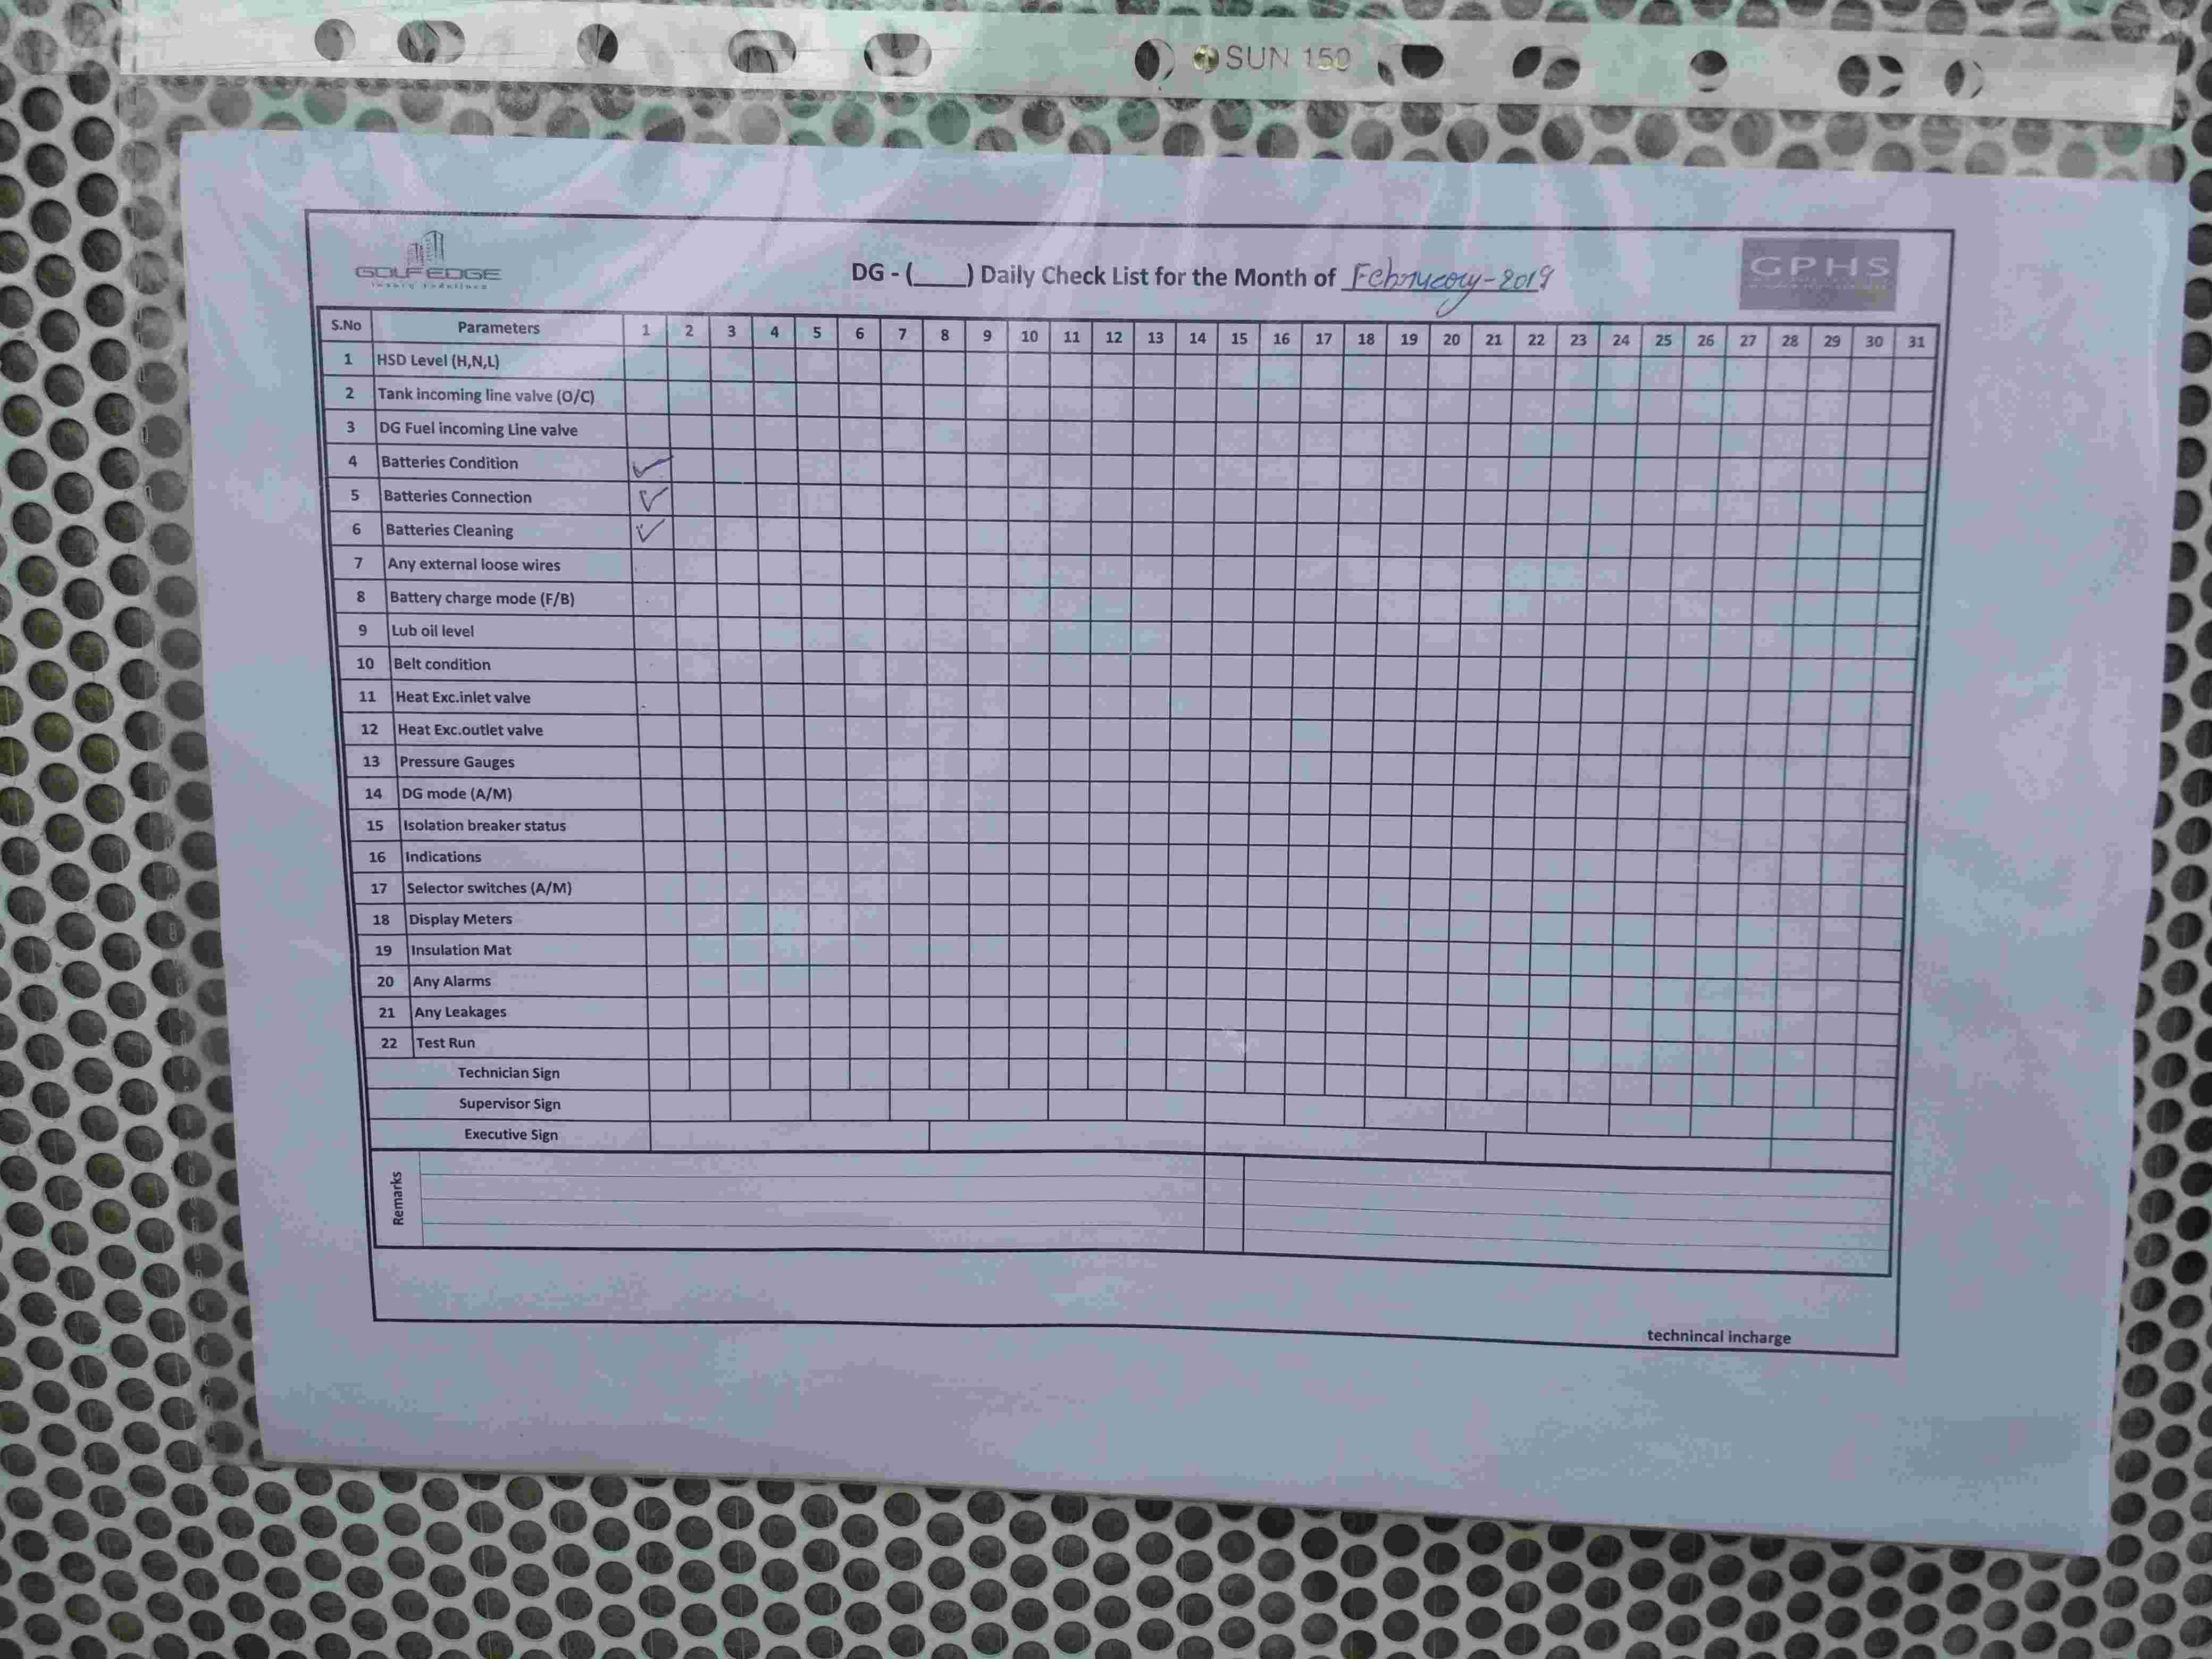 SUN 150
GOLF EDGE
DG - (____) Daily Check List for the Month of February-2019
GPHS
S.No Parameters 1 2 3 4 5 6 7 8 9 10 11 12 13 14 15 16 17 18 19 20 21 22 23 24 25 26 27 28 29 30 31
1 HSD Level (H,N,L)
2 Tank incoming line valve (O/C)
3 DG Fuel incoming Line valve
4 Batteries Condition ✓
5 Batteries Connection ✓
6 Batteries Cleaning ✓
7 Any external loose wires
8 Battery charge mode (F/B)
9 Lub oil level
10 Belt condition
11 Heat Exc.inlet valve
12 Heat Exc.outlet valve
13 Pressure Gauges
14 DG mode (A/M)
15 Isolation breaker status
16 Indications
17 Selector switches (A/M)
18 Display Meters
19 Insulation Mat
20 Any Alarms
21 Any Leakages
22 Test Run
Technician Sign
Supervisor Sign
Executive Sign
Remarks
technincal incharge